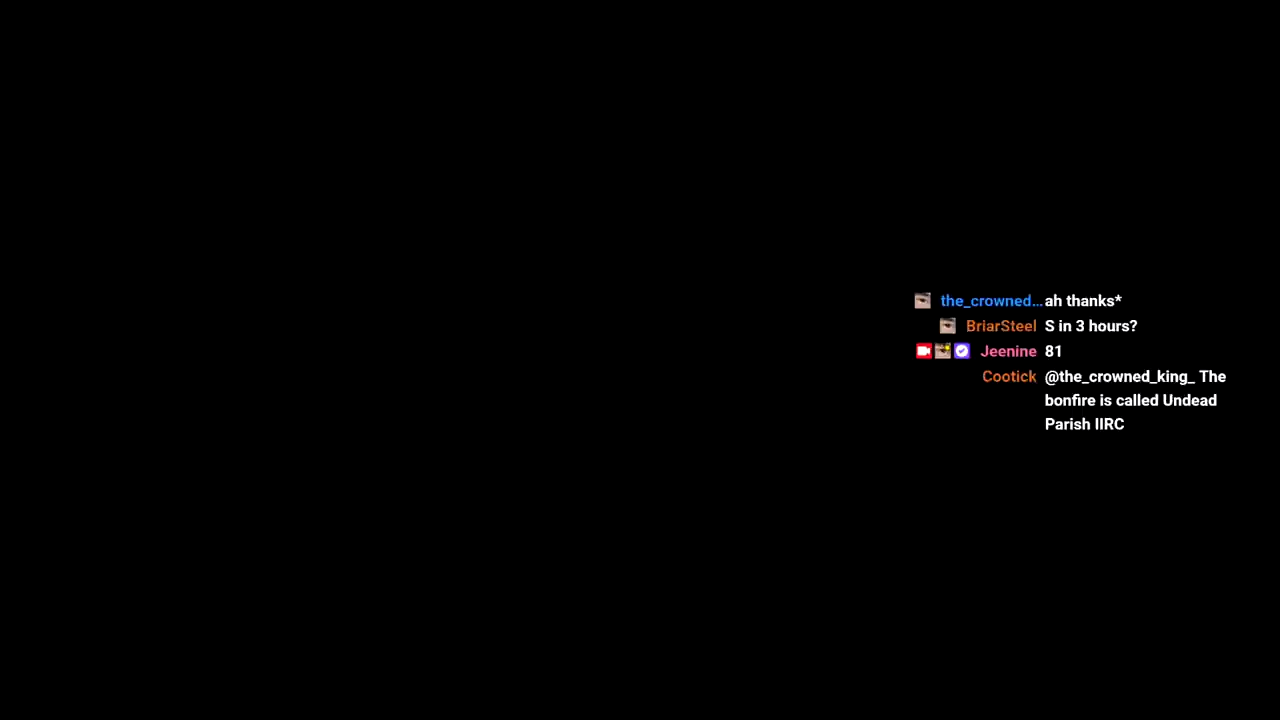 the_crowned... ah thanks*
BriarSteel S in 3 hours?
Jeenine 81
Cootick @the_crowned_king_ The
bonfire is called Undead
Parish IIRC